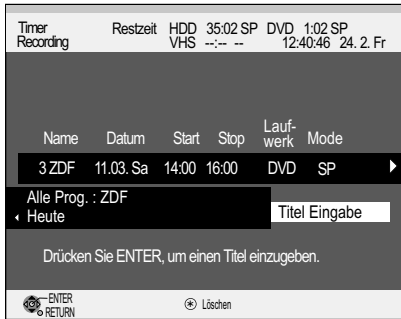 Timer Recording Restzeit HDD 35:02 SP DVD 1:02 SP
VHS --:-- -- 12:40:46 24. 2. Fr
Name Datum Start Stop Lauf-werk Mode
3 ZDF 11.03. Sa 14:00 16:00 DVD SP
Alle Prog. : ZDF
Heute
Titel Eingabe
Drücken Sie ENTER, um einen Titel einzugeben.
ENTER
RETURN
Löschen